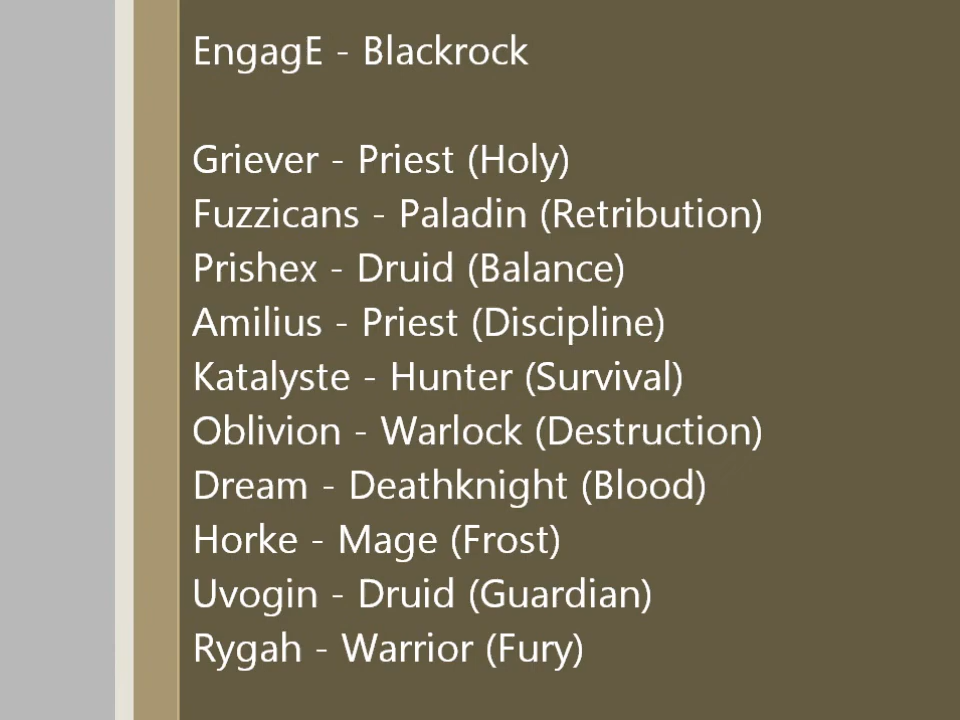 EngagE - Blackrock
Griever - Priest (Holy)
Fuzzicans - Paladin (Retribution)
Prishex - Druid (Balance)
Amilius - Priest (Discipline)
Katalyste - Hunter (Survival)
Oblivion - Warlock (Destruction)
Dream - Deathknight (Blood)
Horke - Mage (Frost)
Uvogin - Druid (Guardian)
Rygah - Warrior (Fury)